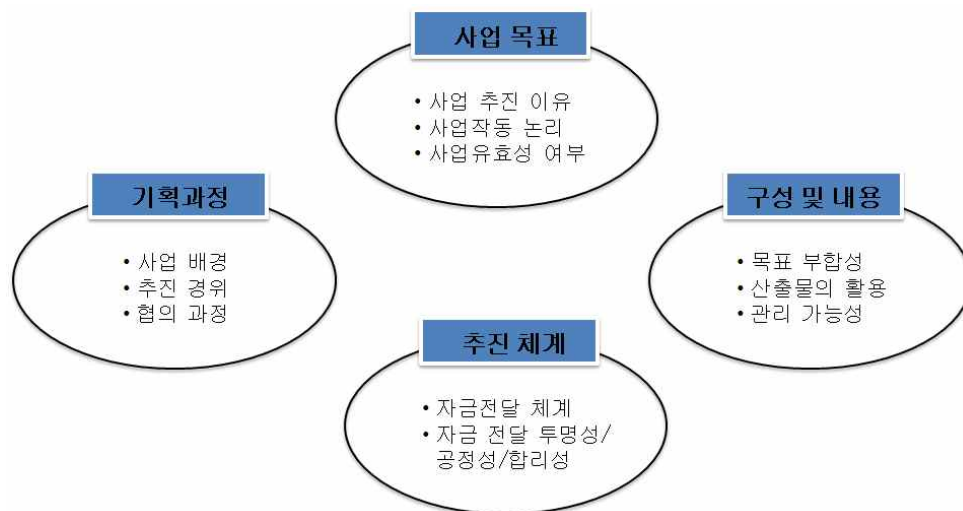 사업 목표
• 사업 추진 이유
• 사업작동 논리
• 사업유효성 여부
기획과정
• 사업 배경
• 추진 경위
• 협의 과정
구성 및 내용
• 목표 부합성
• 산출물의 활용
• 관리 가능성
추진 체계
• 자금전달 체계
• 자금 전달 투명성/
공정성/합리성